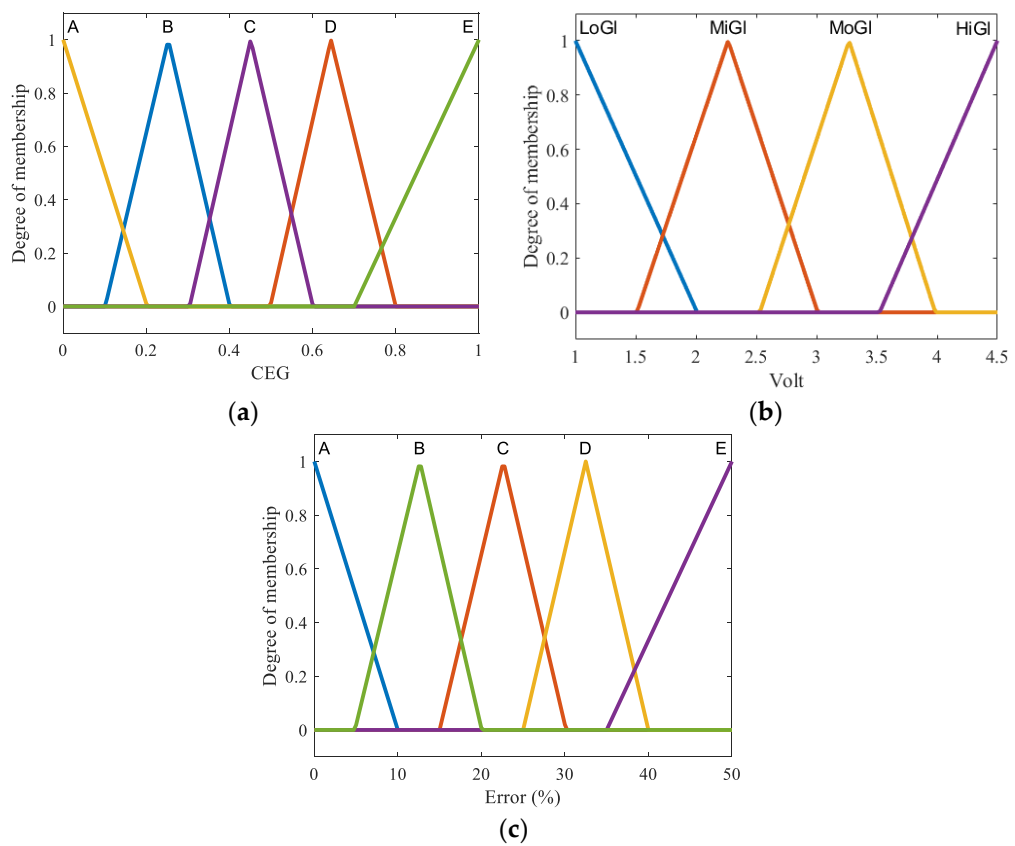 A B C D E
Degree of membership
1
0.8
0.6
0.4
0.2
0
0 0.2 0.4 0.6 0.8 1
CEG
(a)
LoGl MiGl MoGl HiGl
Degree of membership
1
0.8
0.6
0.4
0.2
0
1 1.5 2 2.5 3 3.5 4 4.5
Volt
(b)
A B C D E
Degree of membership
1
0.8
0.6
0.4
0.2
0
0 10 20 30 40 50
Error (%)
(c)